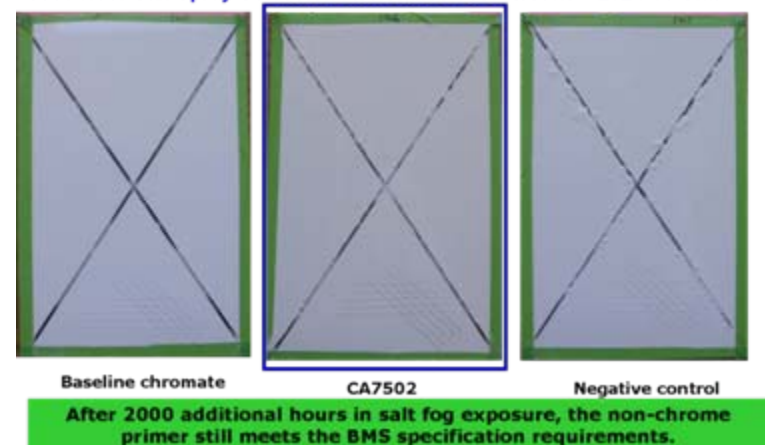 Baseline chromate
CA7502
Negative control
After 2000 additional hours in salt fog exposure, the non-chrome
primer still meets the BMS specification requirements.